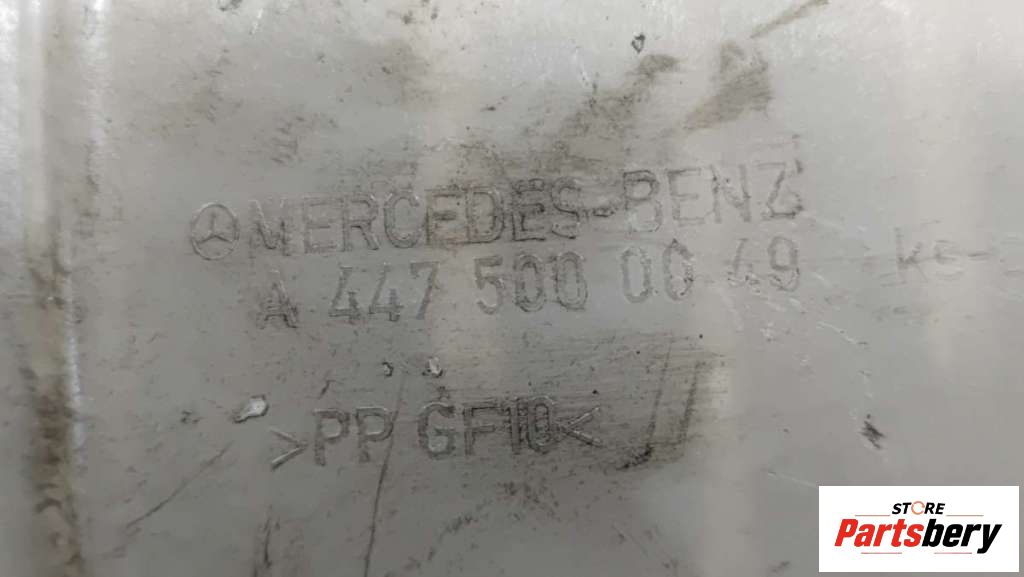 MERCEDES-BENZ
A 447 500 00 49
>PP GF10<
STORE
Partsbery